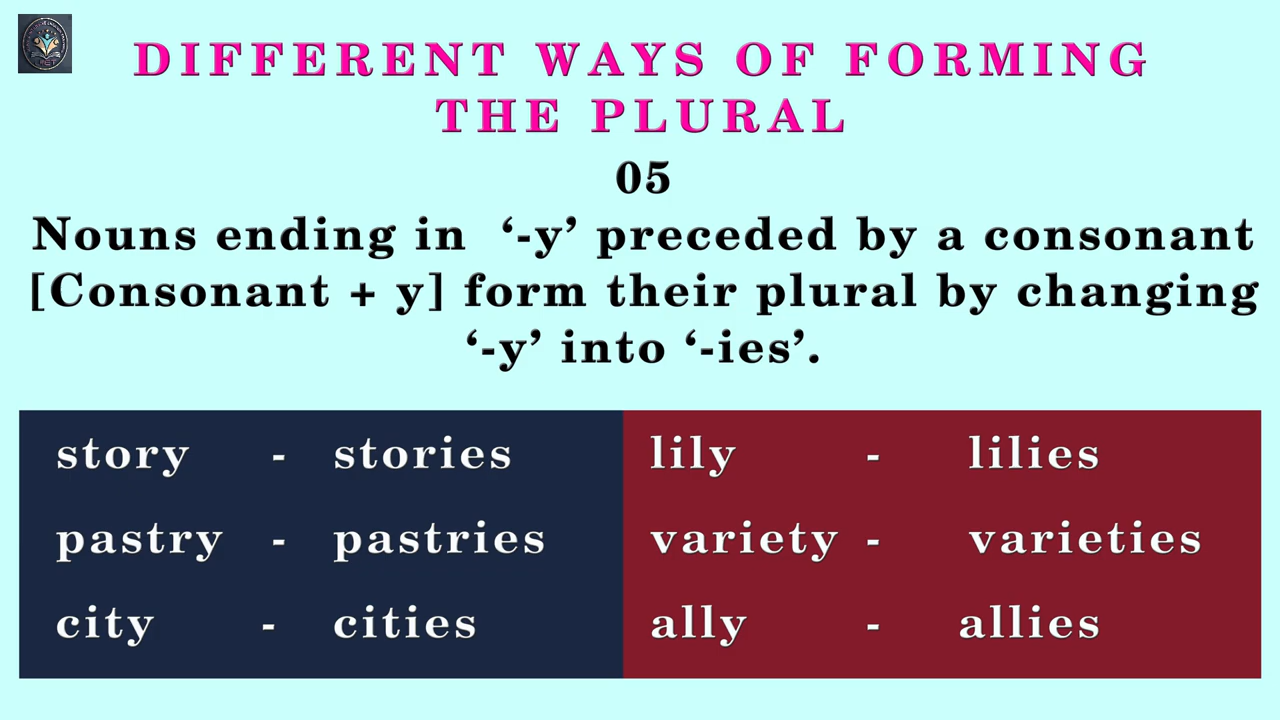 DIFFERENT WAYS OF FORMING
THE PLURAL
05
Nouns ending in ‘-y’ preceded by a consonant
[Consonant + y] form their plural by changing
‘-y’ into ‘-ies’.
story - stories lily - lilies
pastry - pastries variety - varieties
city - cities ally - allies